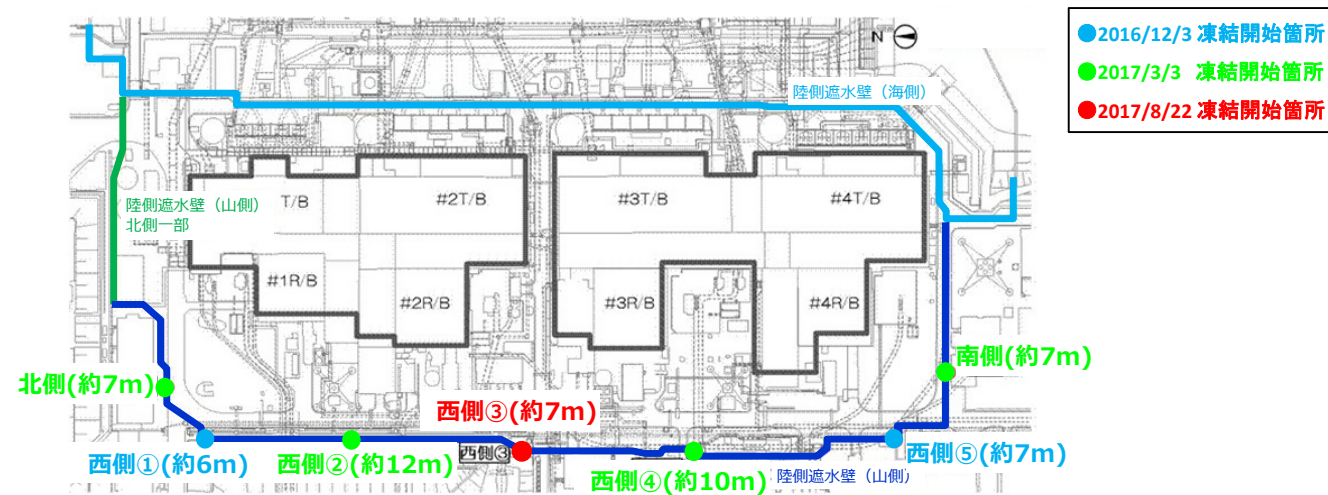 N
●2016/12/3 凍結開始箇所
●2017/3/3 凍結開始箇所
●2017/8/22 凍結開始箇所
陸側遮水壁（海側）
陸側遮水壁（山側）
北側一部
T/B
#2T/B
#3T/B
#4T/B
#1R/B
#2R/B
#3R/B
#4R/B
北側(約7m)
南側(約7m)
西側③(約7m)
西側③
西側①(約6m)
西側②(約12m)
西側④(約10m)
陸側遮水壁（山側）
西側⑤(約7m)